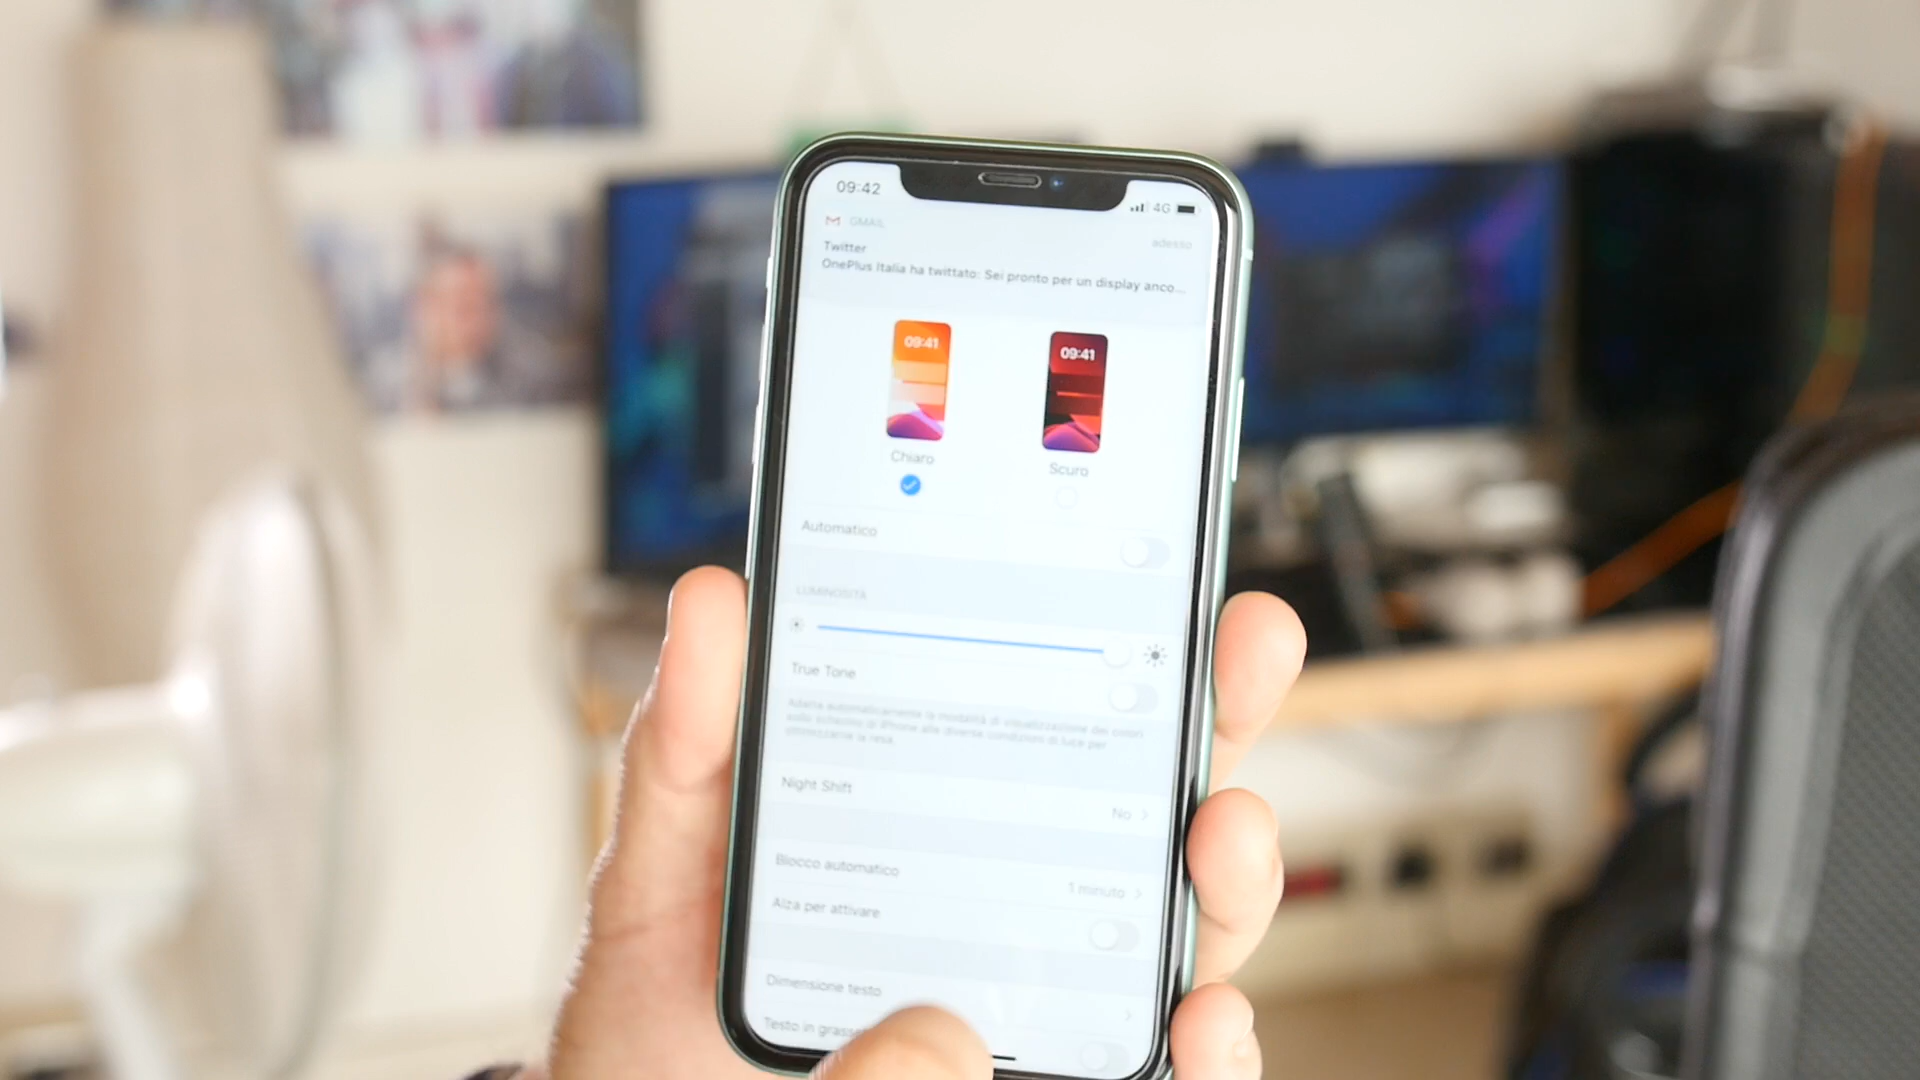 09:42
4G
GMAIL
adesso
Twitter
OnePlus Italia ha twittato: Sei pronto per un display anco...
09:41
09:41
Chiaro
Scuro
Automatico
LUMINOSITÀ
True Tone
Adatta automaticamente la modalità di visualizzazione dei colori
sullo schermo di iPhone alle diverse condizioni di luce per
ottimizzarne la resa.
Night Shift
No
Blocco automatico
1 minuto
Alza per attivare
Dimensione testo
Testo in grasse